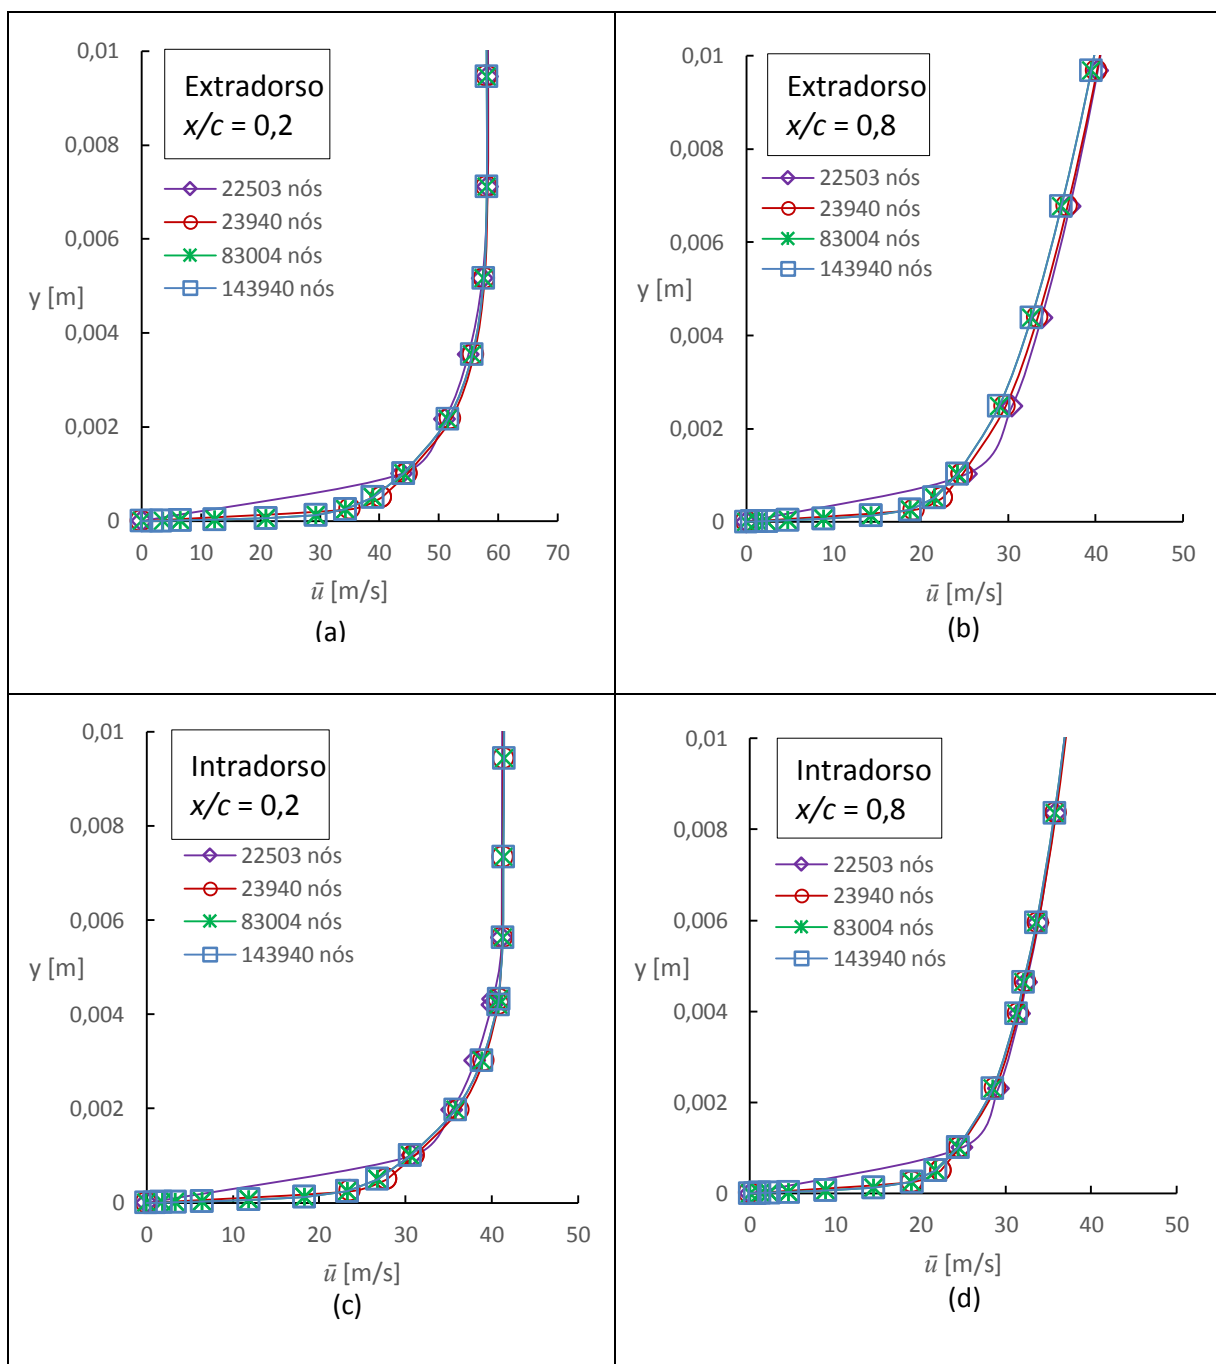 0,01
0,008
0,006
0,004
0,002
0
y [m]
Extradorso
x/c = 0,2
22503 nós
23940 nós
83004 nós
143940 nós
0 10 20 30 40 50 60 70
ū [m/s]
(a)
0,01
0,008
0,006
0,004
0,002
0
y [m]
Extradorso
x/c = 0,8
22503 nós
23940 nós
83004 nós
143940 nós
0 10 20 30 40 50
ū [m/s]
(b)
0,01
0,008
0,006
0,004
0,002
0
y [m]
Intradorso
x/c = 0,2
22503 nós
23940 nós
83004 nós
143940 nós
0 10 20 30 40 50
ū [m/s]
(c)
0,01
0,008
0,006
0,004
0,002
0
y [m]
Intradorso
x/c = 0,8
22503 nós
23940 nós
83004 nós
143940 nós
0 10 20 30 40 50
ū [m/s]
(d)